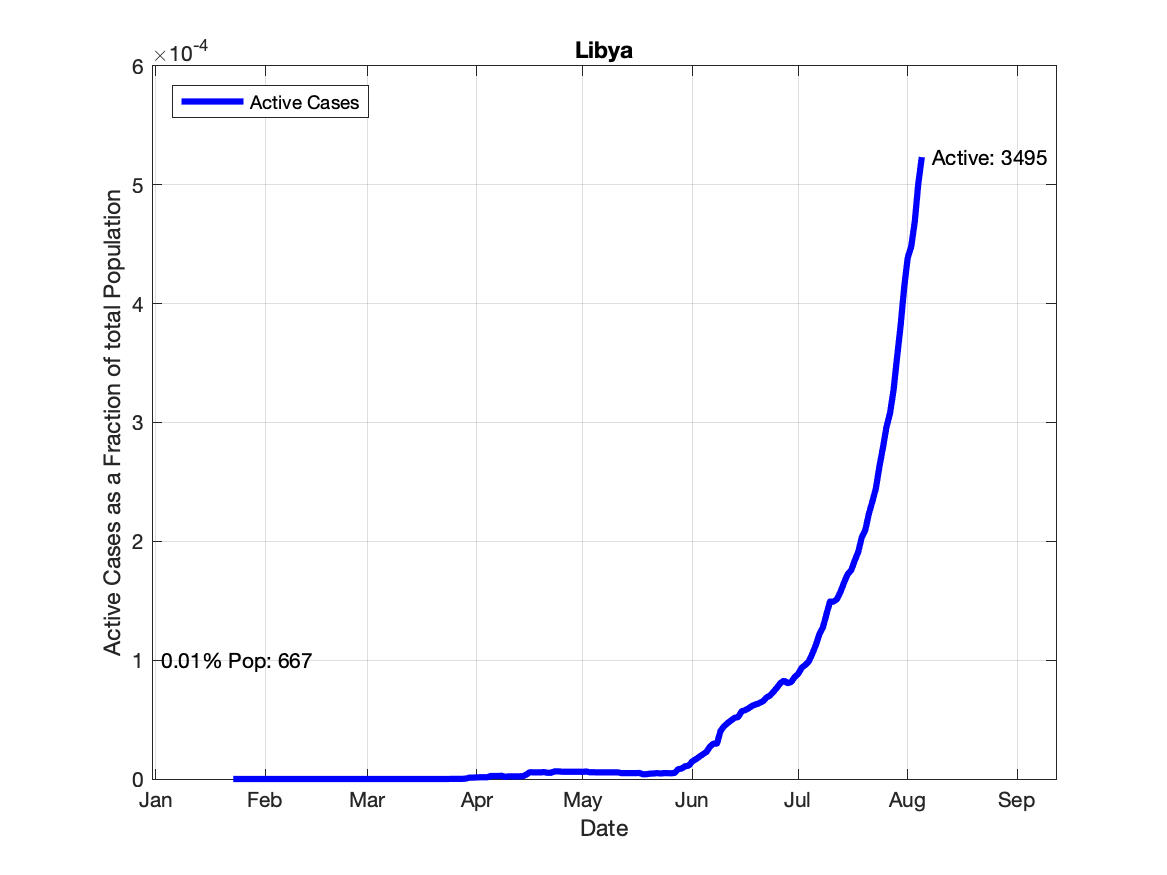 Libya
×10-4
Active Cases
Active: 3495
0.01% Pop: 667
Active Cases as a Fraction of total Population
6
5
4
3
2
1
0
Jan Feb Mar Apr May Jun Jul Aug Sep
Date